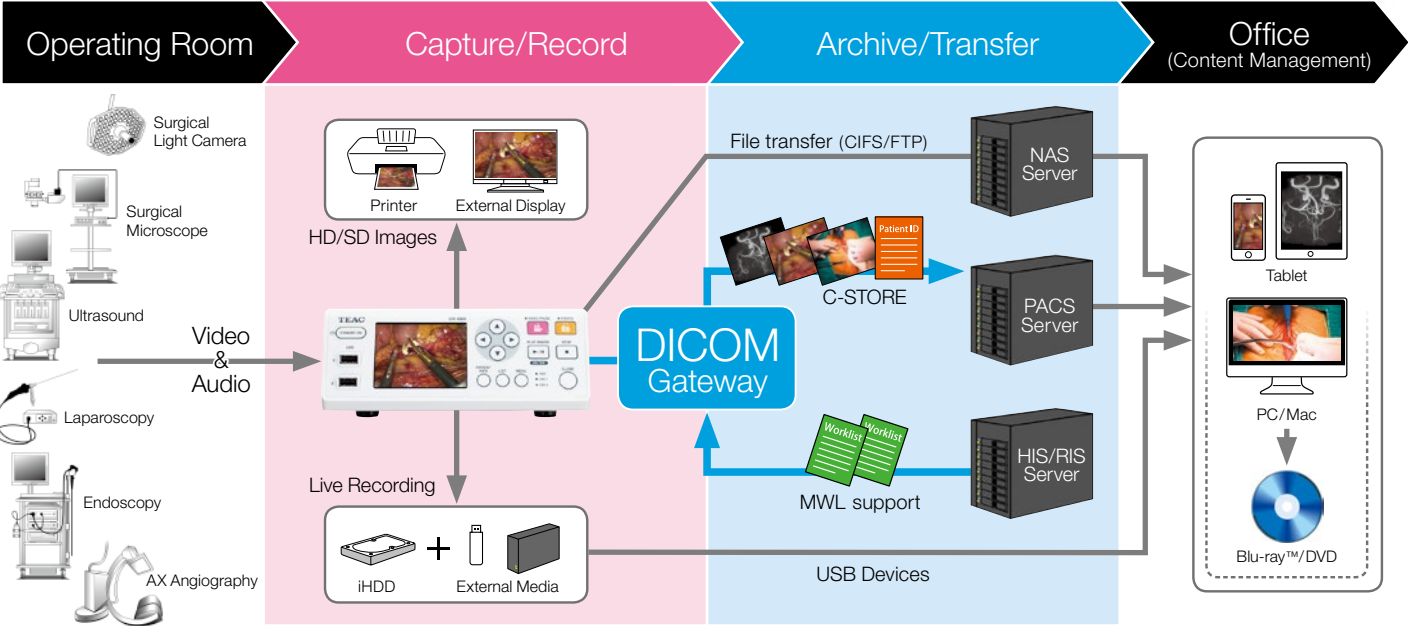 Operating Room
Capture/Record
Archive/Transfer
Office
(Content Management)
Surgical
Light Camera
Surgical
Microscope
Ultrasound
Laparoscopy
Endoscopy
AX Angiography
Video
&
Audio
Printer
External Display
HD/SD Images
TEAC
Live Recording
iHDD
+
External Media
File transfer (CIFS/FTP)
NAS
Server
Patient ID
C-STORE
PACS
Server
DICOM
Gateway
Worklist
Worklist
MWL support
HIS/RIS
Server
USB Devices
Tablet
PC/Mac
Blu-ray™/DVD